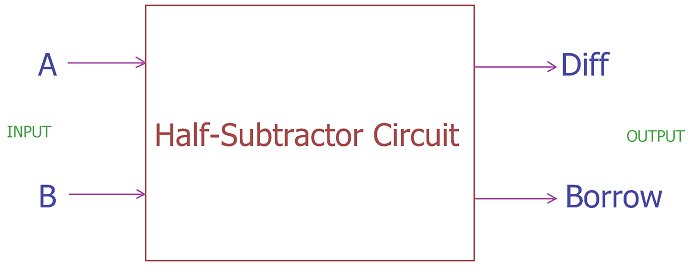 A
Diff
INPUT
Half-Subtractor Circuit
OUTPUT
B
Borrow